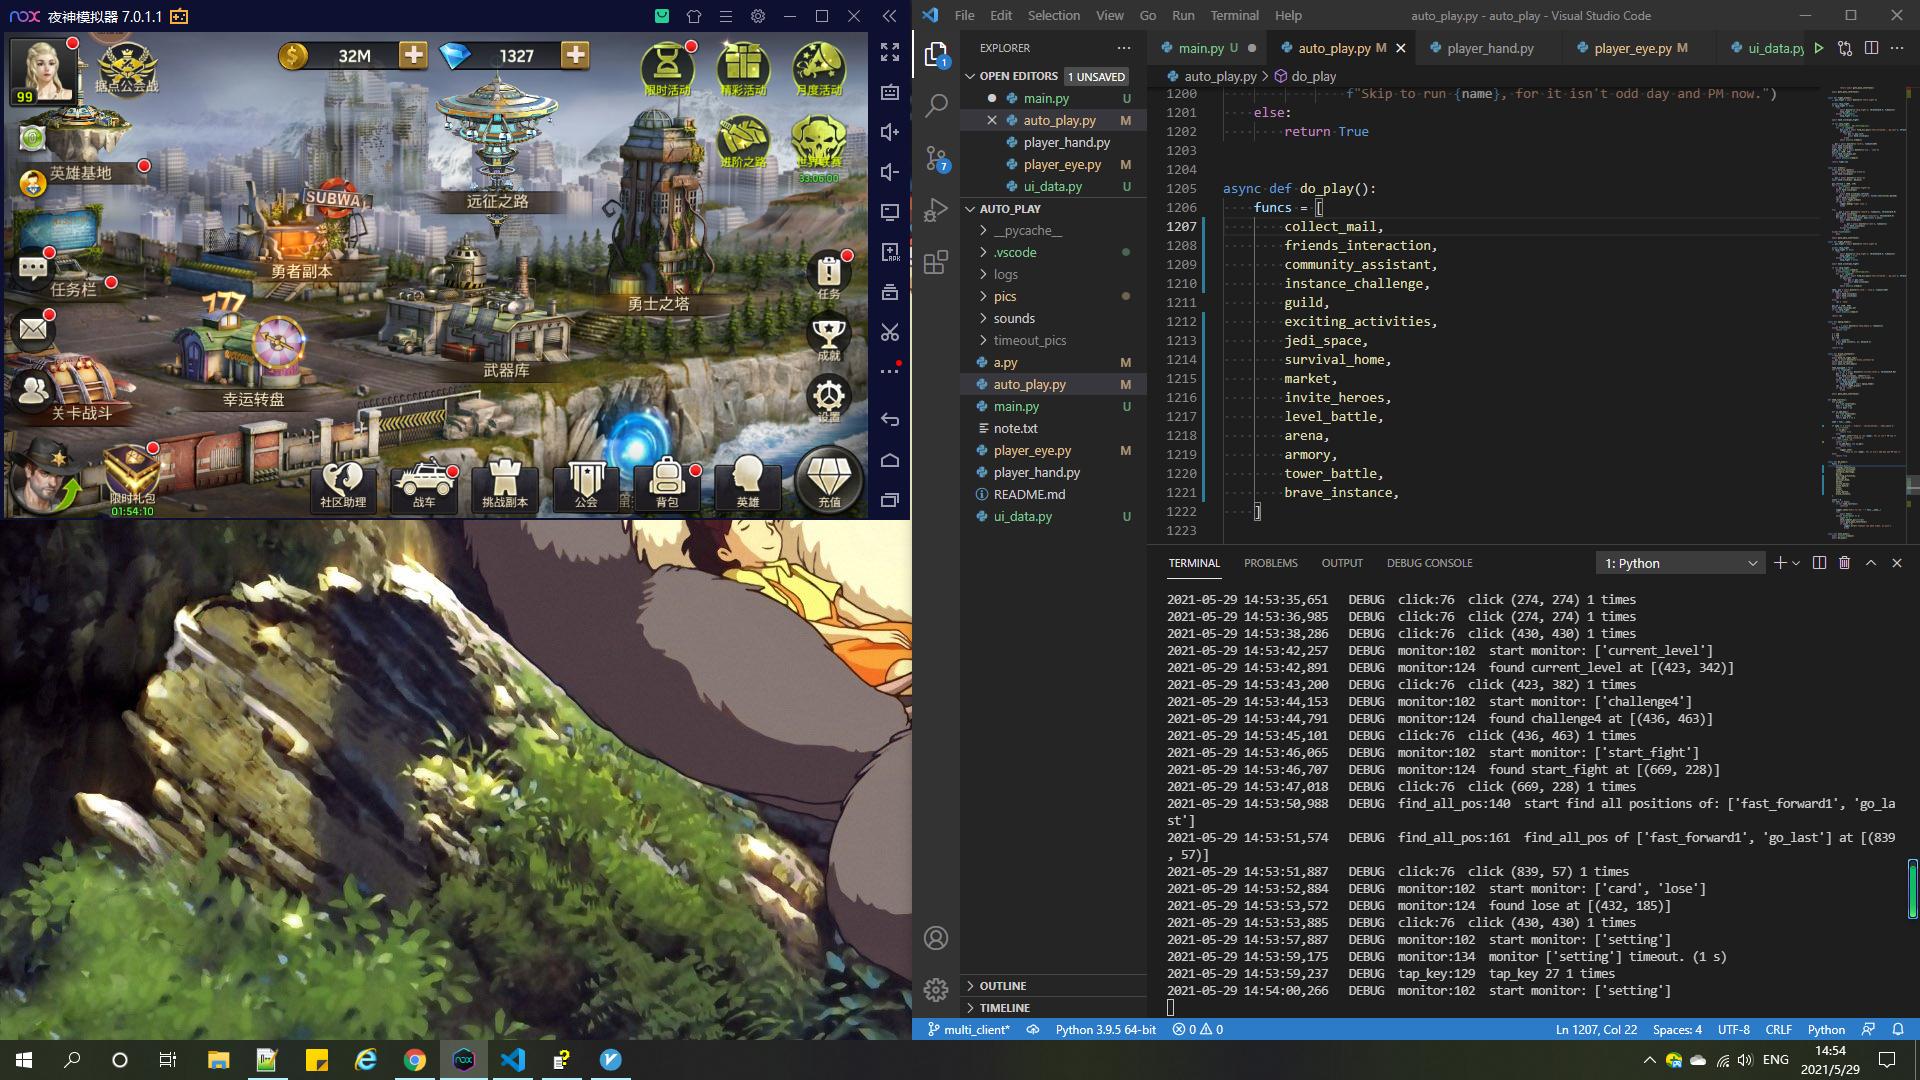 nox 夜神模拟器 7.0.1.1
99
据点公会战
32M
1327
限时活动
精彩活动
月度活动
进阶之路
世界联赛
33:06:00
英雄基地
SUBWA
远征之路
勇者副本
任务栏
勇士之塔
任务
777
武器库
成就
幸运转盘
关卡战斗
设置
限时礼包
01:54:10
社区助理
战车
挑战副本
公会
背包
英雄
充值
File Edit Selection View Go Run Terminal Help
auto_play.py - auto_play - Visual Studio Code
EXPLORER
OPEN EDITORS 1 UNSAVED
main.py U
auto_play.py M
player_hand.py
player_eye.py M
ui_data.py U
AUTO_PLAY
__pycache__
.vscode
logs
pics
sounds
timeout_pics
a.py M
auto_play.py M
main.py U
note.txt
player_eye.py M
player_hand.py
README.md
ui_data.py U
OUTLINE
TIMELINE
1
7
main.py U
auto_play.py M
player_hand.py
player_eye.py M
ui_data.py
auto_play.py > do_play
1200 f"Skip to run {name}, for it isn't odd day and PM now.")
1201 else:
1202 return True
1203
1204
1205 async def do_play():
1206 funcs = [
1207 collect_mail,
1208 friends_interaction,
1209 community_assistant,
1210 instance_challenge,
1211 guild,
1212 exciting_activities,
1213 jedi_space,
1214 survival_home,
1215 market,
1216 invite_heroes,
1217 level_battle,
1218 arena,
1219 armory,
1220 tower_battle,
1221 brave_instance,
1222 ]
1223
TERMINAL PROBLEMS OUTPUT DEBUG CONSOLE
1: Python
2021-05-29 14:53:35,651 DEBUG click:76 click (274, 274) 1 times
2021-05-29 14:53:36,985 DEBUG click:76 click (274, 274) 1 times
2021-05-29 14:53:38,286 DEBUG click:76 click (430, 430) 1 times
2021-05-29 14:53:42,257 DEBUG monitor:102 start monitor: ['current_level']
2021-05-29 14:53:42,891 DEBUG monitor:124 found current_level at [(423, 342)]
2021-05-29 14:53:43,200 DEBUG click:76 click (423, 382) 1 times
2021-05-29 14:53:44,153 DEBUG monitor:102 start monitor: ['challenge4']
2021-05-29 14:53:44,791 DEBUG monitor:124 found challenge4 at [(436, 463)]
2021-05-29 14:53:45,101 DEBUG click:76 click (436, 463) 1 times
2021-05-29 14:53:46,065 DEBUG monitor:102 start monitor: ['start_fight']
2021-05-29 14:53:46,707 DEBUG monitor:124 found start_fight at [(669, 228)]
2021-05-29 14:53:47,018 DEBUG click:76 click (669, 228) 1 times
2021-05-29 14:53:50,988 DEBUG find_all_pos:140 start find all positions of: ['fast_forward1', 'go_la
st']
2021-05-29 14:53:51,574 DEBUG find_all_pos:161 find_all_pos of ['fast_forward1', 'go_last'] at [(839
, 57)]
2021-05-29 14:53:51,887 DEBUG click:76 click (839, 57) 1 times
2021-05-29 14:53:52,884 DEBUG monitor:102 start monitor: ['card', 'lose']
2021-05-29 14:53:53,572 DEBUG monitor:124 found lose at [(432, 185)]
2021-05-29 14:53:53,885 DEBUG click:76 click (430, 430) 1 times
2021-05-29 14:53:57,887 DEBUG monitor:102 start monitor: ['setting']
2021-05-29 14:53:59,175 DEBUG monitor:134 monitor ['setting'] timeout. (1 s)
2021-05-29 14:53:59,237 DEBUG tap_key:129 tap_key 27 1 times
2021-05-29 14:54:00,266 DEBUG monitor:102 start monitor: ['setting']
multi_client* Python 3.9.5 64-bit 0 0
Ln 1207, Col 22 Spaces: 4 UTF-8 CRLF Python
ENG
14:54
2021/5/29